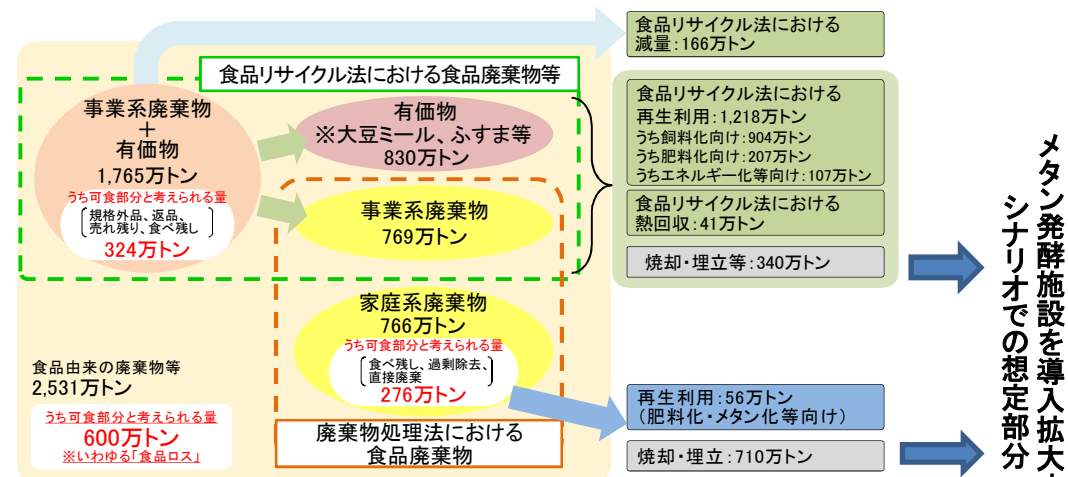 食品リサイクル法における
減量：166万トン
食品リサイクル法における食品廃棄物等
事業系廃棄物
＋
有価物
1,765万トン
うち可食部分と考えられる量
規格外品、返品、
売れ残り、食べ残し
324万トン
有価物
※大豆ミール、ふすま等
830万トン
事業系廃棄物
769万トン
家庭系廃棄物
766万トン
うち可食部分と考えられる量
食べ残し、過剰除去、
直接廃棄
276万トン
廃棄物処理法における
食品廃棄物
食品由来の廃棄物等
2,531万トン
うち可食部分と考えられる量
600万トン
※いわゆる「食品ロス」
食品リサイクル法における
再生利用：1,218万トン
うち飼料化向け：904万トン
うち肥料化向け：207万トン
うちエネルギー化等向け：107万トン
食品リサイクル法における
熱回収：41万トン
焼却・埋立等：340万トン
再生利用：56万トン
（肥料化・メタン化等向け）
焼却・埋立：710万トン
メタン発酵施設を導入拡大
シナリオでの想定部分